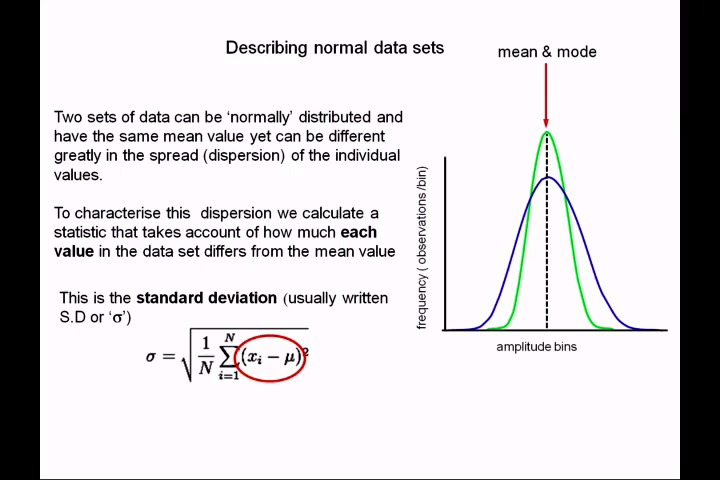 Describing normal data sets
mean & mode
Two sets of data can be ‘normally’ distributed and
have the same mean value yet can be different
greatly in the spread (dispersion) of the individual
values.
To characterise this dispersion we calculate a
statistic that takes account of how much each
value in the data set differs from the mean value
This is the standard deviation (usually written
S.D or ‘σ’)
σ = √(1/N N∑i=1 (xi − μ)²)
frequency ( observations /bin)
amplitude bins